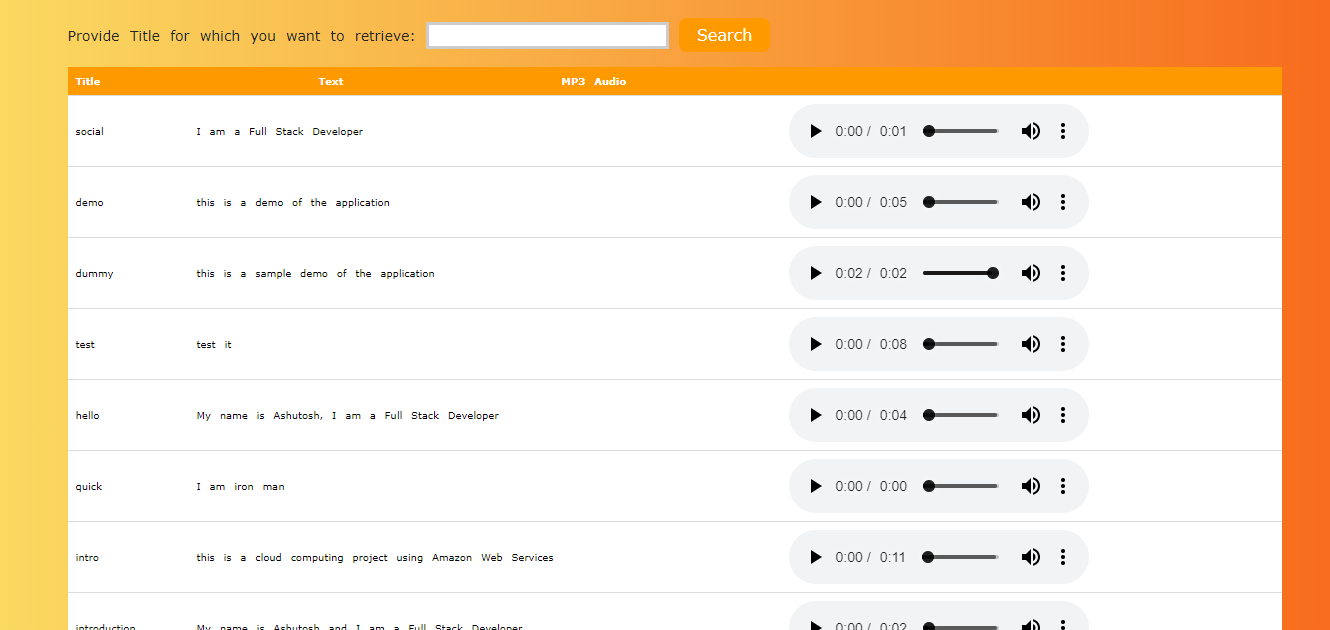 Provide Title for which you want to retrieve: Search
Title Text MP3 Audio
social I am a Full Stack Developer 0:00 / 0:01
demo this is a demo of the application 0:00 / 0:05
dummy this is a sample demo of the application 0:02 / 0:02
test test it 0:00 / 0:08
hello My name is Ashutosh, I am a Full Stack Developer 0:00 / 0:04
quick I am iron man 0:00 / 0:00
intro this is a cloud computing project using Amazon Web Services 0:00 / 0:11
introduction My name is Ashutosh and I am a Full Stack Developer 0:00 / 0:02